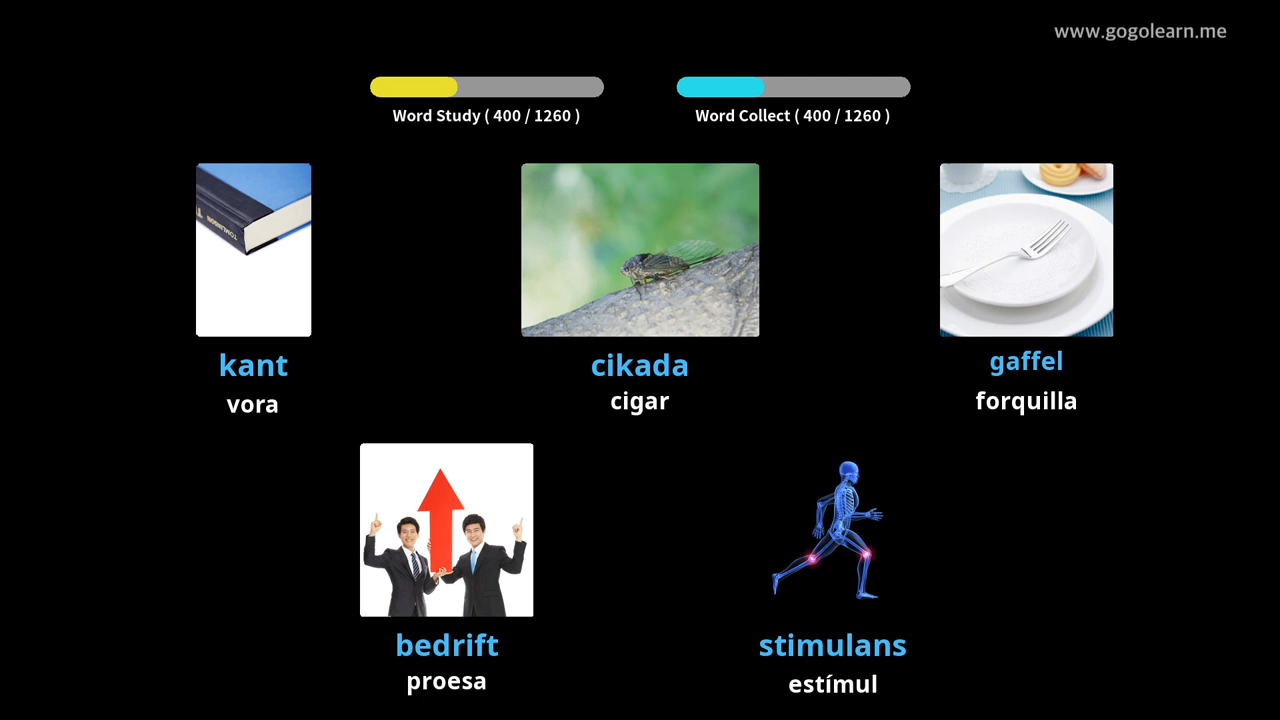 www.gogolearn.me
Word Study ( 400 / 1260 )
Word Collect ( 400 / 1260 )
TOMLINSON
kant
vora
cikada
cigar
gaffel
forquilla
bedrift
proesa
stimulans
estímul